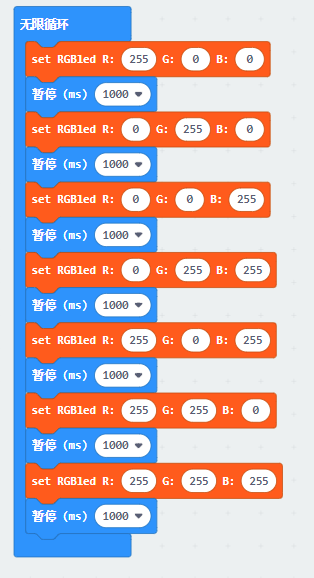 无限循环
set RGBled R: 255 G: 0 B: 0
暂停 (ms) 1000
set RGBled R: 0 G: 255 B: 0
暂停 (ms) 1000
set RGBled R: 0 G: 0 B: 255
暂停 (ms) 1000
set RGBled R: 0 G: 255 B: 255
暂停 (ms) 1000
set RGBled R: 255 G: 0 B: 255
暂停 (ms) 1000
set RGBled R: 255 G: 255 B: 0
暂停 (ms) 1000
set RGBled R: 255 G: 255 B: 255
暂停 (ms) 1000